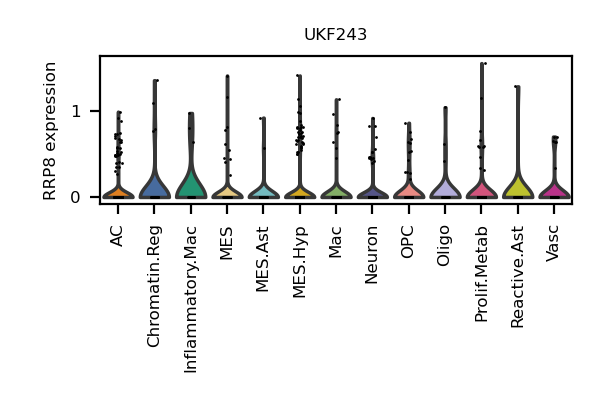 UKF243
RRP8 expression
1
0
AC
Chromatin.Reg
Inflammatory.Mac
MES
MES.Ast
MES.Hyp
Mac
Neuron
OPC
Oligo
Prolif.Metab
Reactive.Ast
Vasc